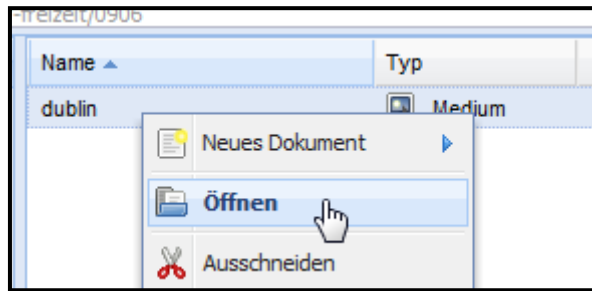 -freizeit/0906
Name Typ
dublin Medium
Neues Dokument
Öffnen
Ausschneiden